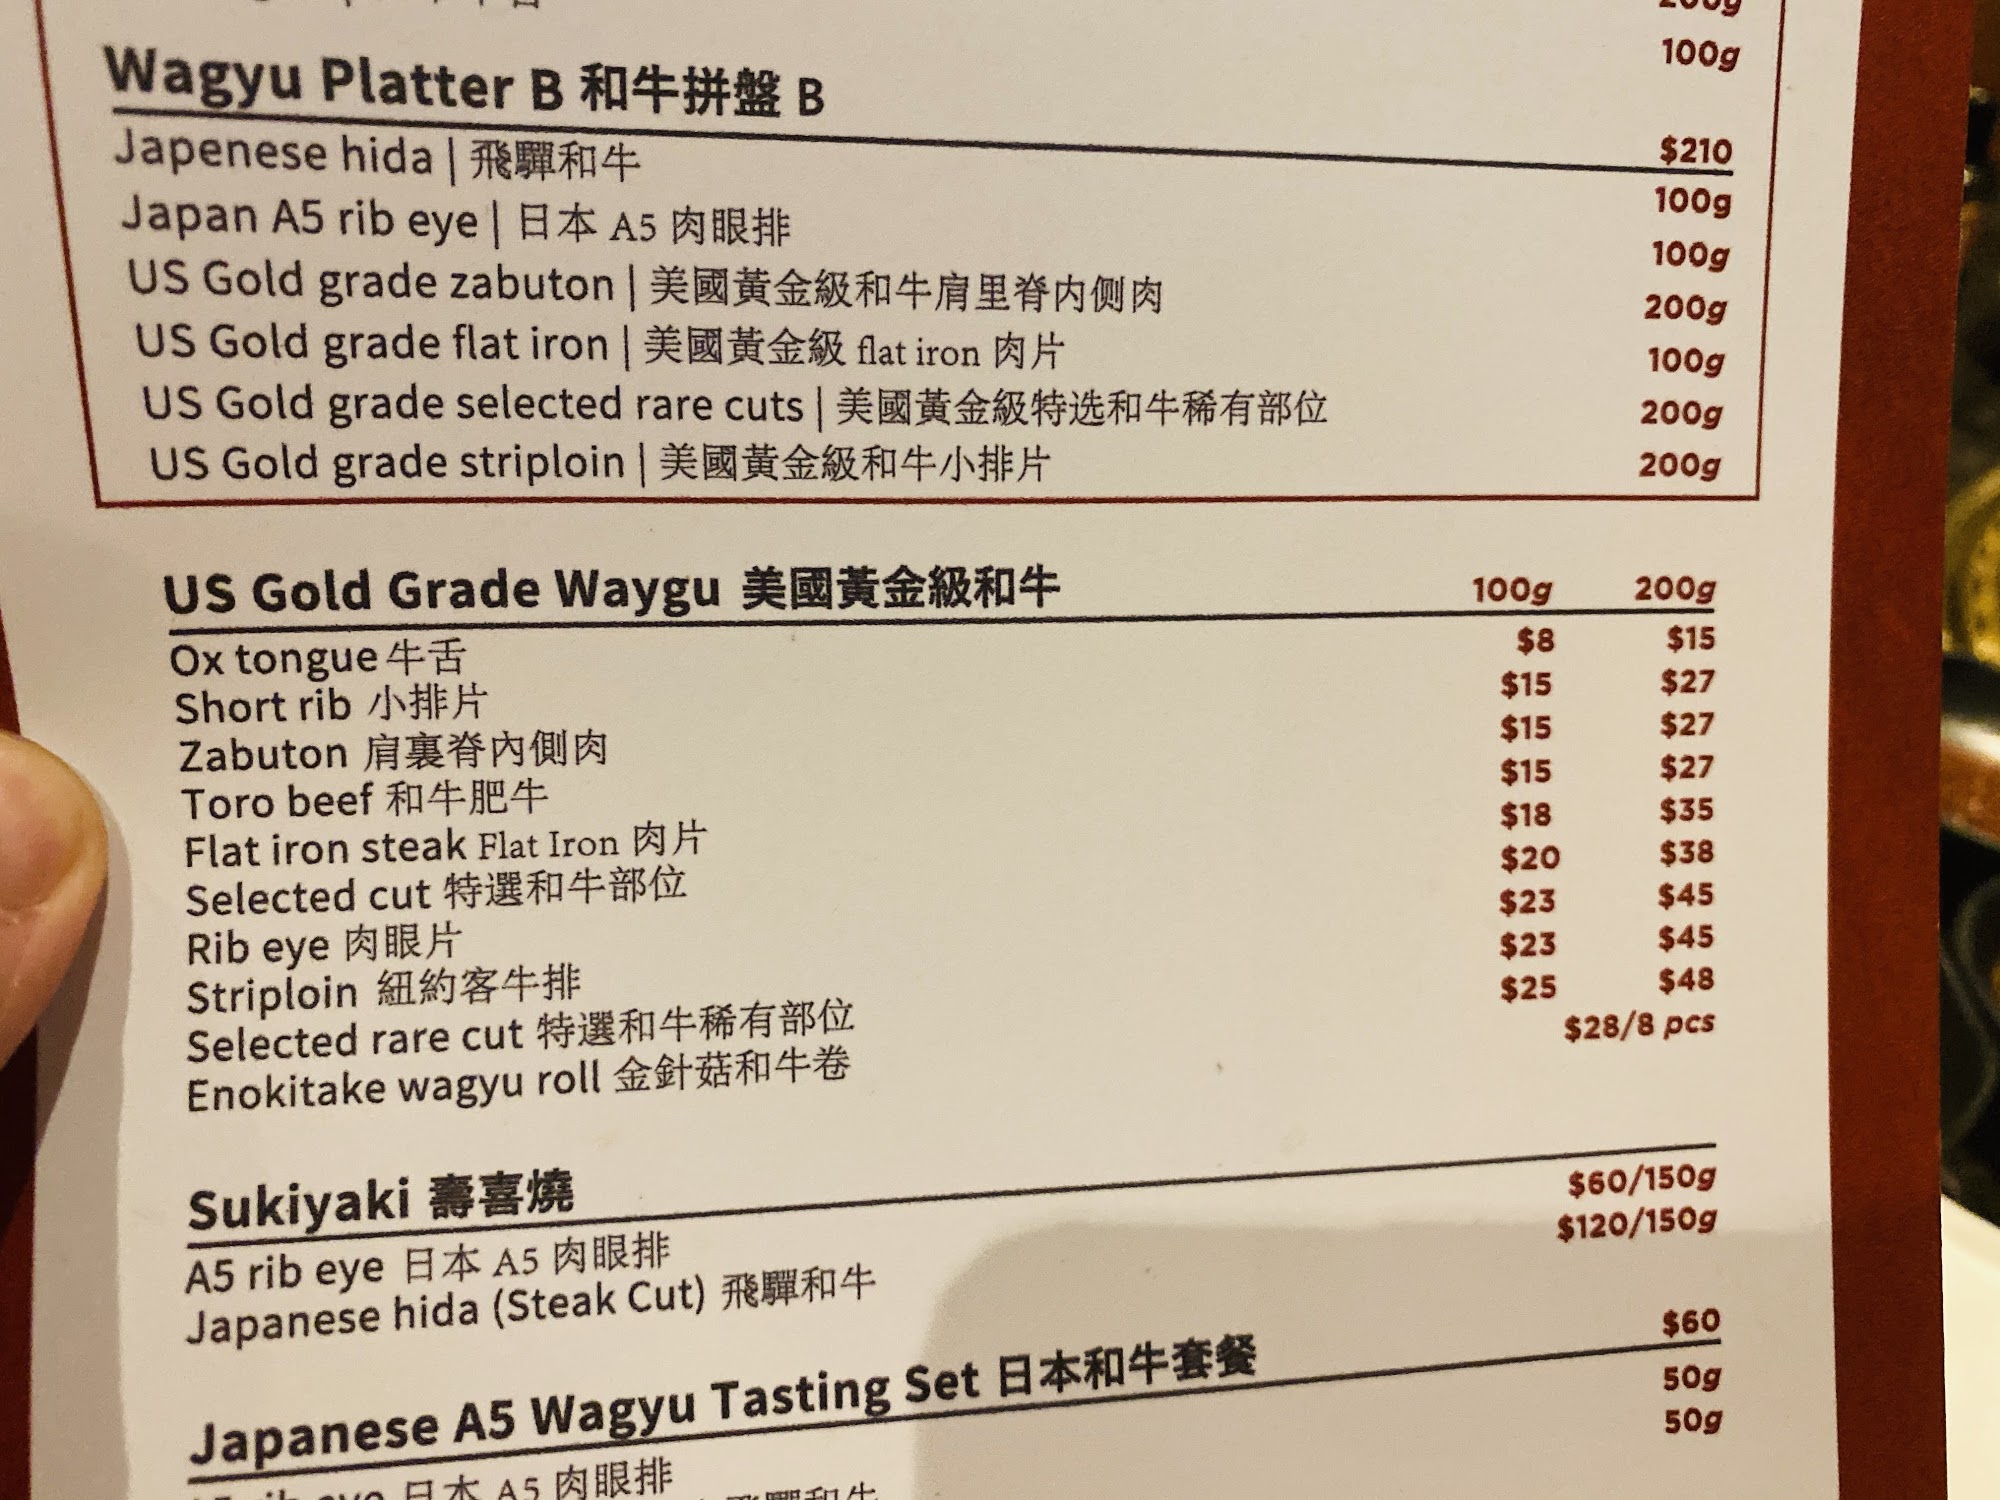 200g
100g
Wagyu Platter B 和牛拼盤 B $210
Japenese hida | 飛驒和牛 100g
Japan A5 rib eye | 日本 A5 肉眼排 100g
US Gold grade zabuton | 美國黃金級和牛肩里脊内侧肉 200g
US Gold grade flat iron | 美國黃金級 flat iron 肉片 100g
US Gold grade selected rare cuts | 美國黃金級特选和牛稀有部位 200g
US Gold grade striploin | 美國黃金級和牛小排片 200g
US Gold Grade Waygu 美國黃金級和牛 100g 200g
Ox tongue 牛舌 $8 $15
Short rib 小排片 $15 $27
Zabuton 肩裏脊內側肉 $15 $27
Toro beef 和牛肥牛 $15 $27
Flat iron steak Flat Iron 肉片 $18 $35
Selected cut 特選和牛部位 $20 $38
Rib eye 肉眼片 $23 $45
Striploin 紐約客牛排 $23 $45
Selected rare cut 特選和牛稀有部位 $25 $48
Enokitake wagyu roll 金針菇和牛卷 $28/8 pcs
Sukiyaki 壽喜燒
A5 rib eye 日本 A5 肉眼排 $60/150g
Japanese hida (Steak Cut) 飛驒和牛 $120/150g
Japanese A5 Wagyu Tasting Set 日本和牛套餐 $60
A5 rib eye 日本 A5 肉眼排 50g
飛驒和牛 50g